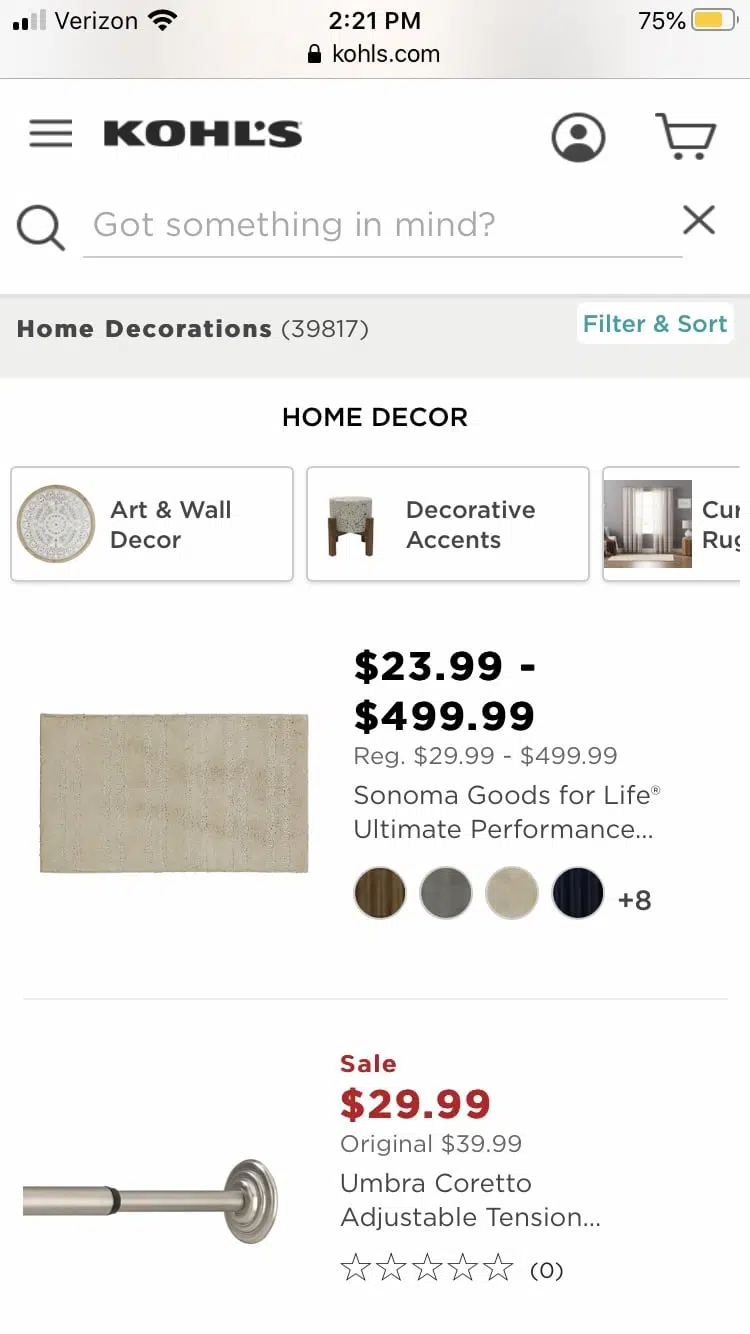 Verizon 2:21 PM 75%
kohls.com
KOHL'S
Got something in mind?
Home Decorations (39817)
Filter & Sort
HOME DECOR
Art & Wall
Decor
Decorative
Accents
Cur
Rug
$23.99 -
$499.99
Reg. $29.99 - $499.99
Sonoma Goods for Life®
Ultimate Performance...
+8
Sale
$29.99
Original $39.99
Umbra Coretto
Adjustable Tension...
(0)